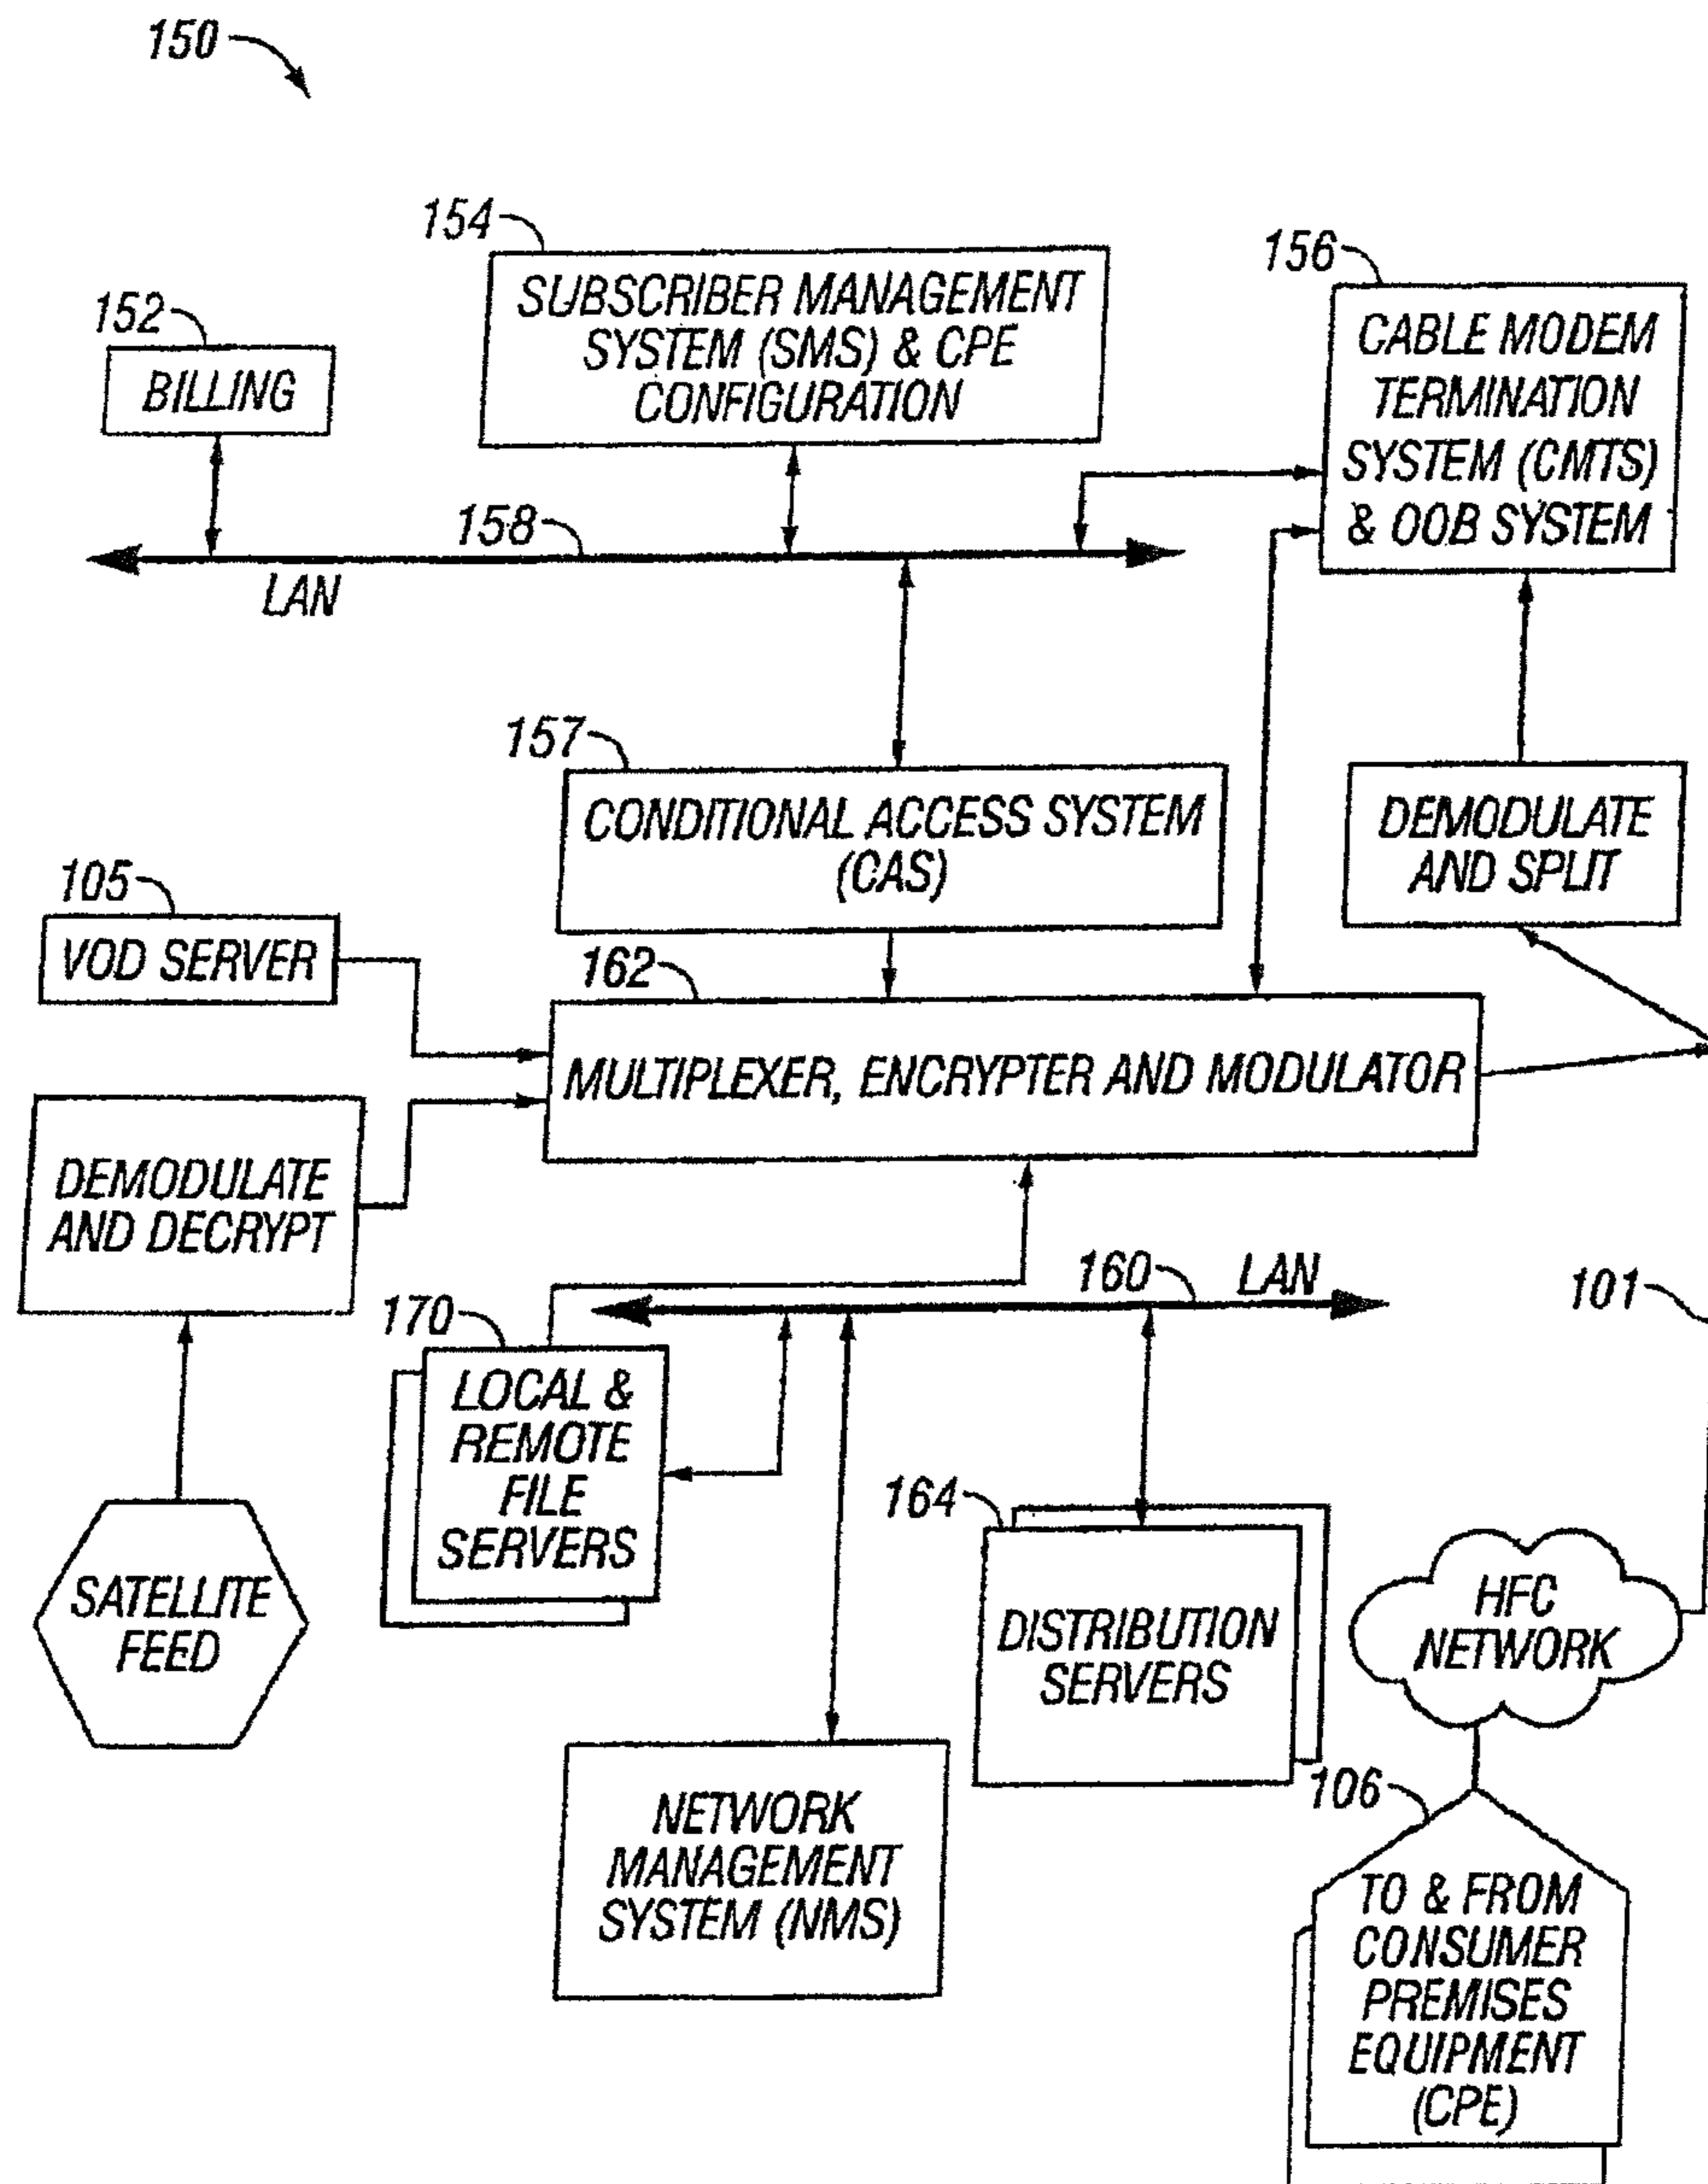 150
154
SUBSCRIBER MANAGEMENT
SYSTEM (SMS) & CPE
CONFIGURATION
156
CABLE MODEM
TERMINATION
SYSTEM (CMTS)
& OOB SYSTEM
152
BILLING
158
LAN
157
CONDITIONAL ACCESS SYSTEM
(CAS)
DEMODULATE
AND SPLIT
105
VOD SERVER
162
MULTIPLEXER, ENCRYPTER AND MODULATOR
DEMODULATE
AND DECRYPT
160
LAN
101
170
LOCAL &
REMOTE
FILE
SERVERS
164
DISTRIBUTION
SERVERS
SATELLITE
FEED
HFC
NETWORK
NETWORK
MANAGEMENT
SYSTEM (NMS)
106
TO & FROM
CONSUMER
PREMISES
EQUIPMENT
(CPE)